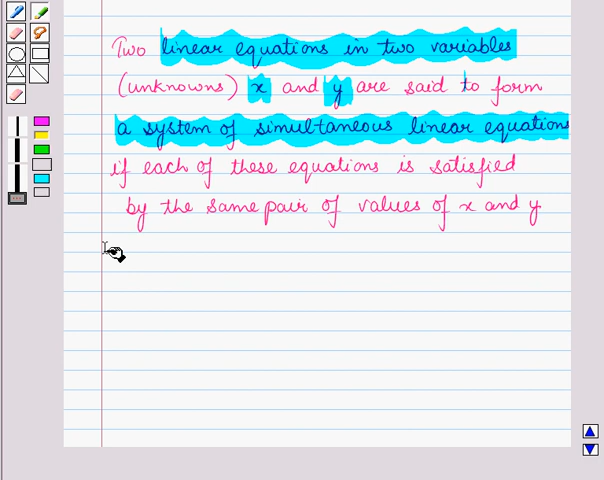 Two linear equations in two variables
(unknowns) x and y are said to form
a system of simultaneous linear equations
if each of these equations is satisfied
by the same pair of values of x and y